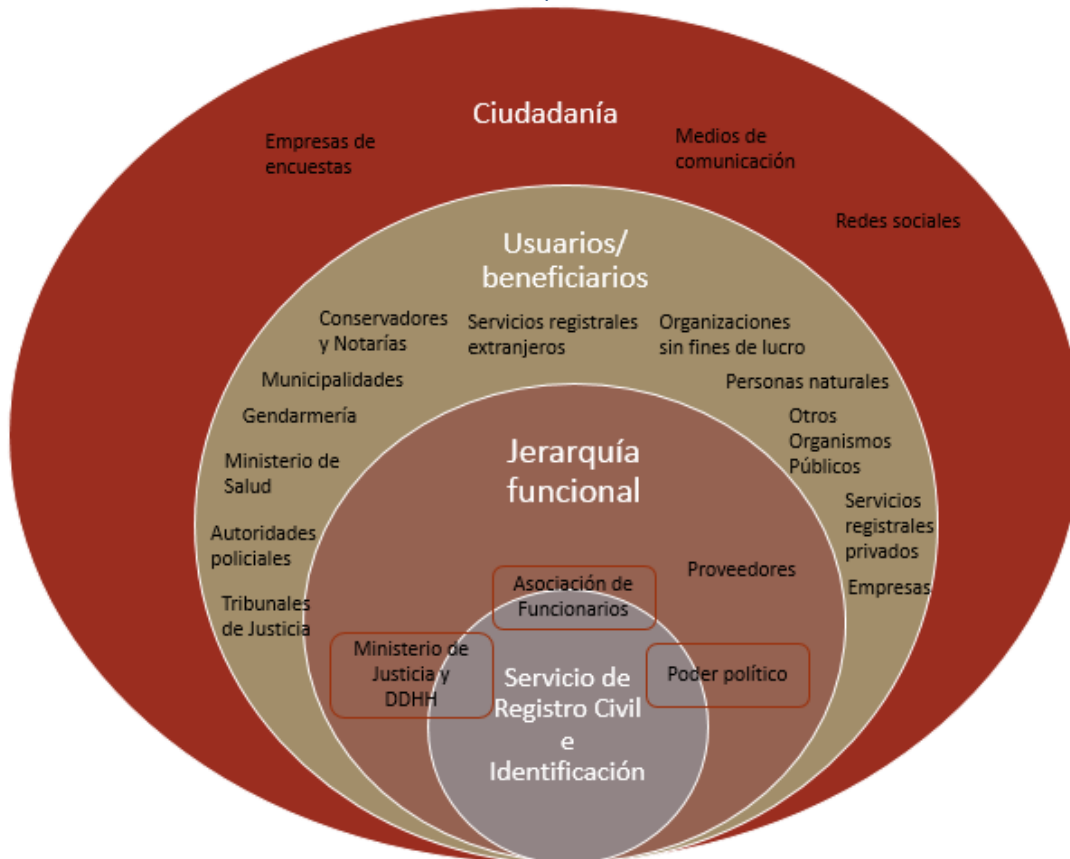 Ciudadanía
Empresas de
encuestas
Medios de
comunicación
Redes sociales
Usuarios/
beneficiarios
Conservadores
y Notarías
Servicios registrales
extranjeros
Organizaciones
sin fines de lucro
Municipalidades
Personas naturales
Gendarmería
Otros
Organismos
Públicos
Ministerio de
Salud
Jerarquía
funcional
Servicios
registrales
privados
Autoridades
policiales
Empresas
Proveedores
Asociación de
Funcionarios
Tribunales
de Justicia
Ministerio de
Justicia y
DDHH
Poder político
Servicio de
Registro Civil
e
Identificación